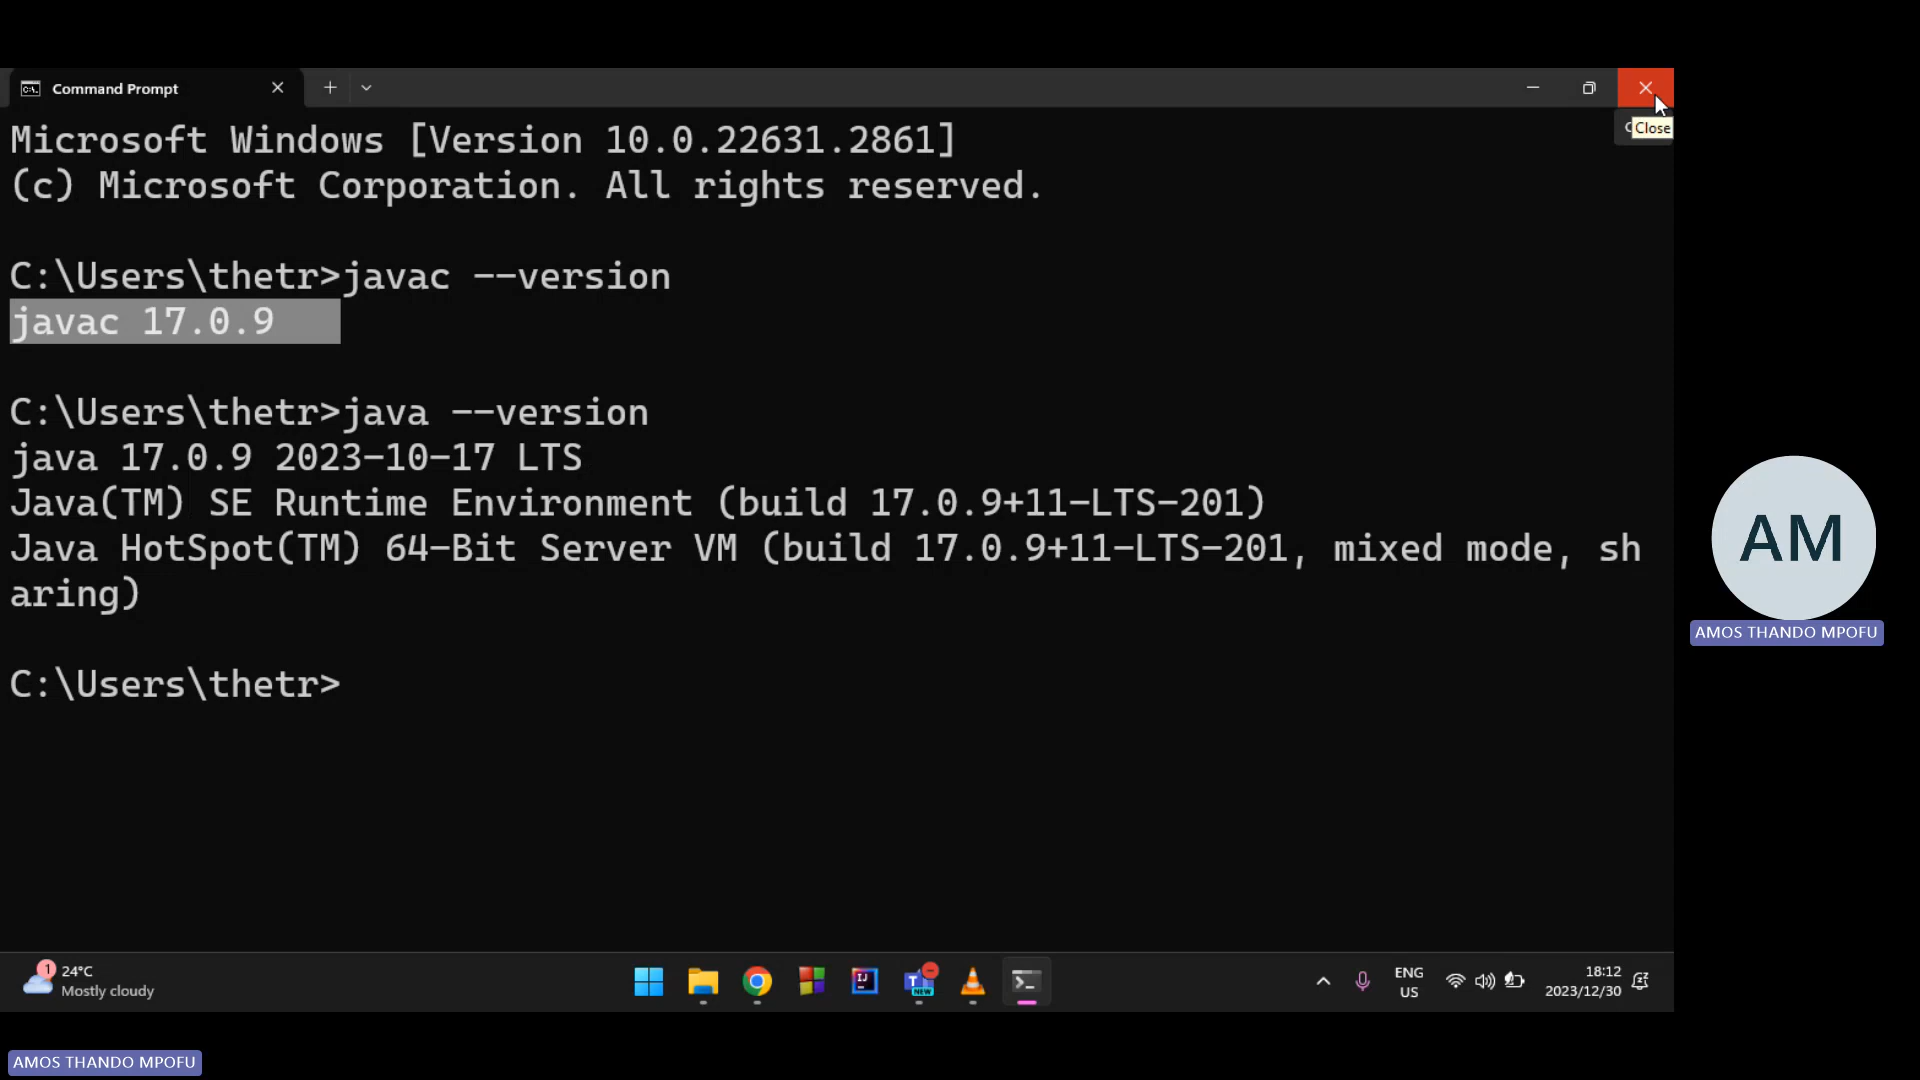 Command Prompt
Microsoft Windows [Version 10.0.22631.2861]
(c) Microsoft Corporation. All rights reserved.
C:\Users\thetr>javac --version
javac 17.0.9
C:\Users\thetr>java --version
java 17.0.9 2023-10-17 LTS
Java(TM) SE Runtime Environment (build 17.0.9+11-LTS-201)
Java HotSpot(TM) 64-Bit Server VM (build 17.0.9+11-LTS-201, mixed mode, sh
aring)
C:\Users\thetr>
Close
AM
AMOS THANDO MPOFU
1
24°C
Mostly cloudy
IJ
T
NEW
ENG
US
18:12
2023/12/30
AMOS THANDO MPOFU